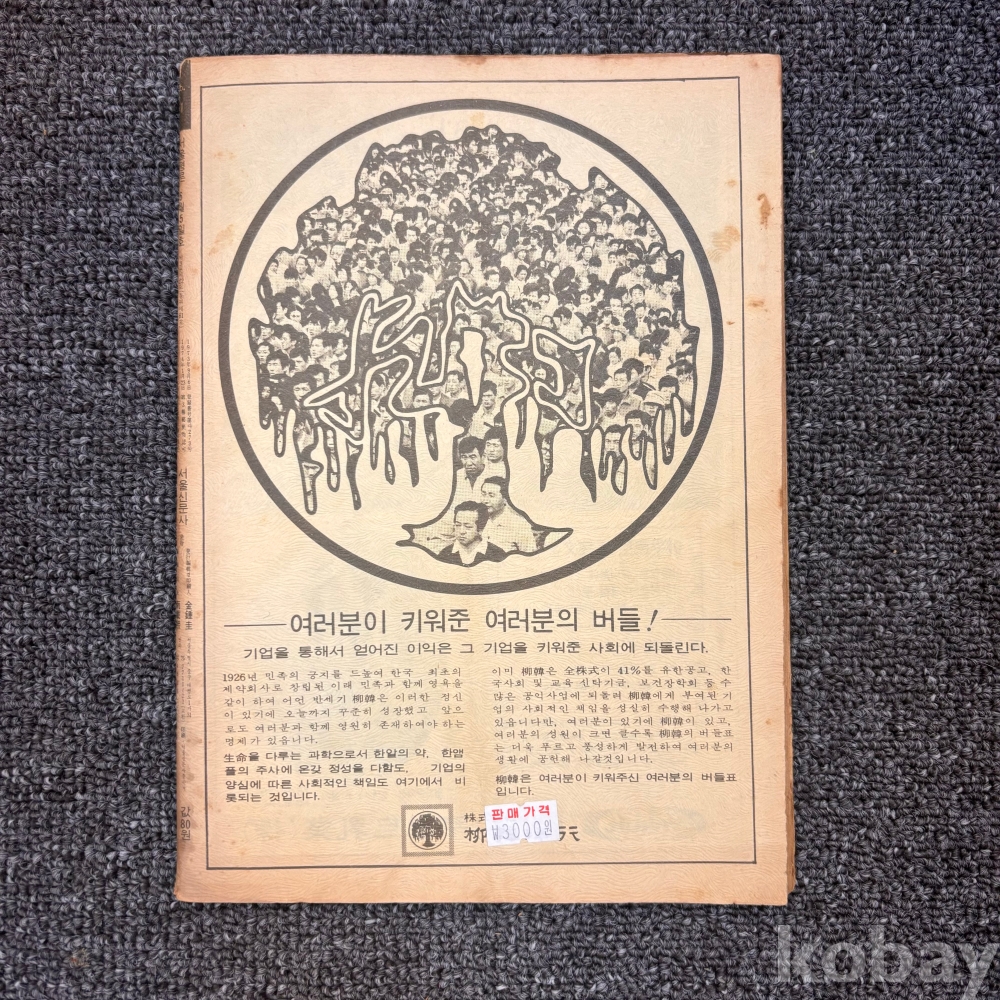 여러분이 키워준 여러분의 버들!
기업을 통해서 얻어진 이익은 그 기업을 키워준 사회에 되돌린다.
1926년 민족의 긍지를 드높여 한국 최초의
제약회사로 창립된 이래 민족과 함께 영욕을
같이 하여 어언 반세기 柳韓은 이러한 정신
이 있기에 오늘까지 꾸준히 성장했고 앞으
로도 여러분과 함께 영원히 존재하여야 하는
명제가 있읍니다.
生命을 다루는 과학으로서 한알의 약, 한앰
플의 주사에 온갖 정성을 다함도, 기업의
양심에 따른 사회적인 책임도 여기에서 비
롯되는 것입니다.
이미 柳韓은 全株式이 41%를 유한공고, 한
국사회 및 교육 신탁기금, 보건장학회 등 수
많은 공익사업에 되돌려 柳韓에게 부여된 기
업의 사회적인 책임을 성실히 수행해 나가고
있읍니다만, 여러분이 있기에 柳韓이 있고,
여러분의 성원이 크면 클수록 柳韓의 버들표
는 더욱 푸르고 풍성하게 발전하여 여러분의
생활에 공헌해 나갈것입니다.
柳韓은 여러분이 키워주신 여러분의 버들표
입니다.
株式
柳
판매가격
₩3000원
서울신문사
金鍾圭
값80원
kobay